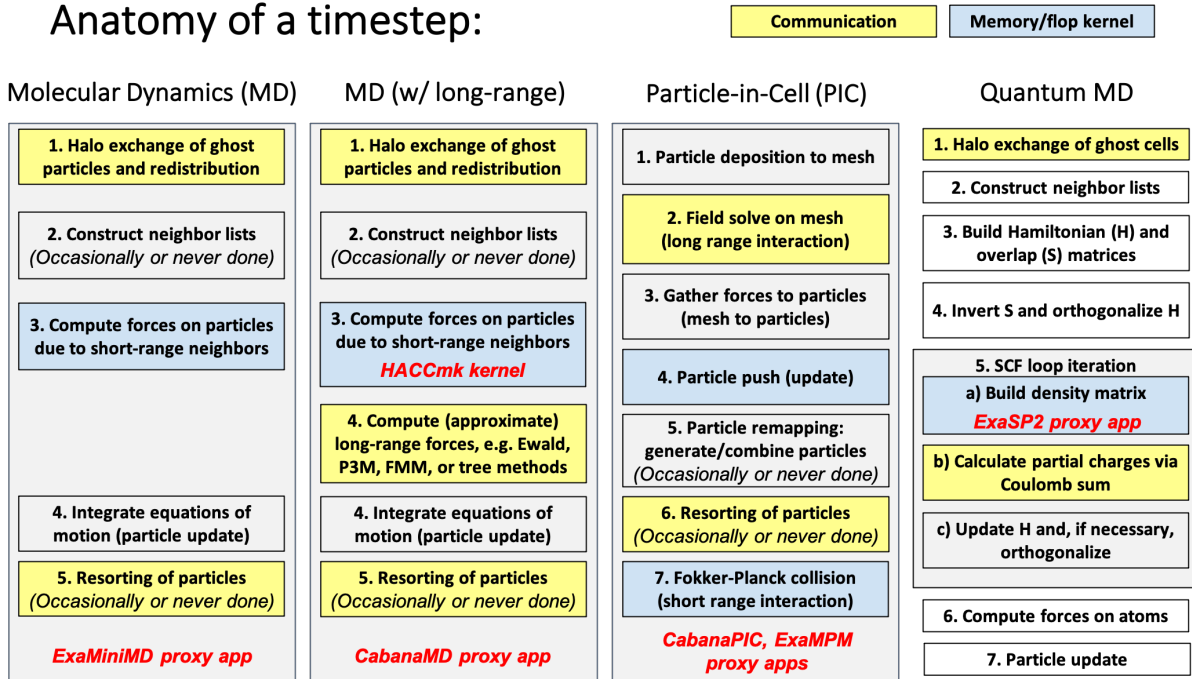 Anatomy of a timestep:
Communication
Memory/flop kernel
Molecular Dynamics (MD)
1. Halo exchange of ghost
particles and redistribution
2. Construct neighbor lists
(Occasionally or never done)
3. Compute forces on particles
due to short-range neighbors
4. Integrate equations of
motion (particle update)
5. Resorting of particles
(Occasionally or never done)
ExaMiniMD proxy app
MD (w/ long-range)
1. Halo exchange of ghost
particles and redistribution
2. Construct neighbor lists
(Occasionally or never done)
3. Compute forces on particles
due to short-range neighbors
HACCmk kernel
4. Compute (approximate)
long-range forces, e.g. Ewald,
P3M, FMM, or tree methods
4. Integrate equations of
motion (particle update)
5. Resorting of particles
(Occasionally or never done)
CabanaMD proxy app
Particle-in-Cell (PIC)
1. Particle deposition to mesh
2. Field solve on mesh
(long range interaction)
3. Gather forces to particles
(mesh to particles)
4. Particle push (update)
5. Particle remapping:
generate/combine particles
(Occasionally or never done)
6. Resorting of particles
(Occasionally or never done)
7. Fokker-Planck collision
(short range interaction)
CabanaPIC, ExaMPM
proxy apps
Quantum MD
1. Halo exchange of ghost cells
2. Construct neighbor lists
3. Build Hamiltonian (H) and
overlap (S) matrices
4. Invert S and orthogonalize H
5. SCF loop iteration
a) Build density matrix
ExaSP2 proxy app
b) Calculate partial charges via
Coulomb sum
c) Update H and, if necessary,
orthogonalize
6. Compute forces on atoms
7. Particle update